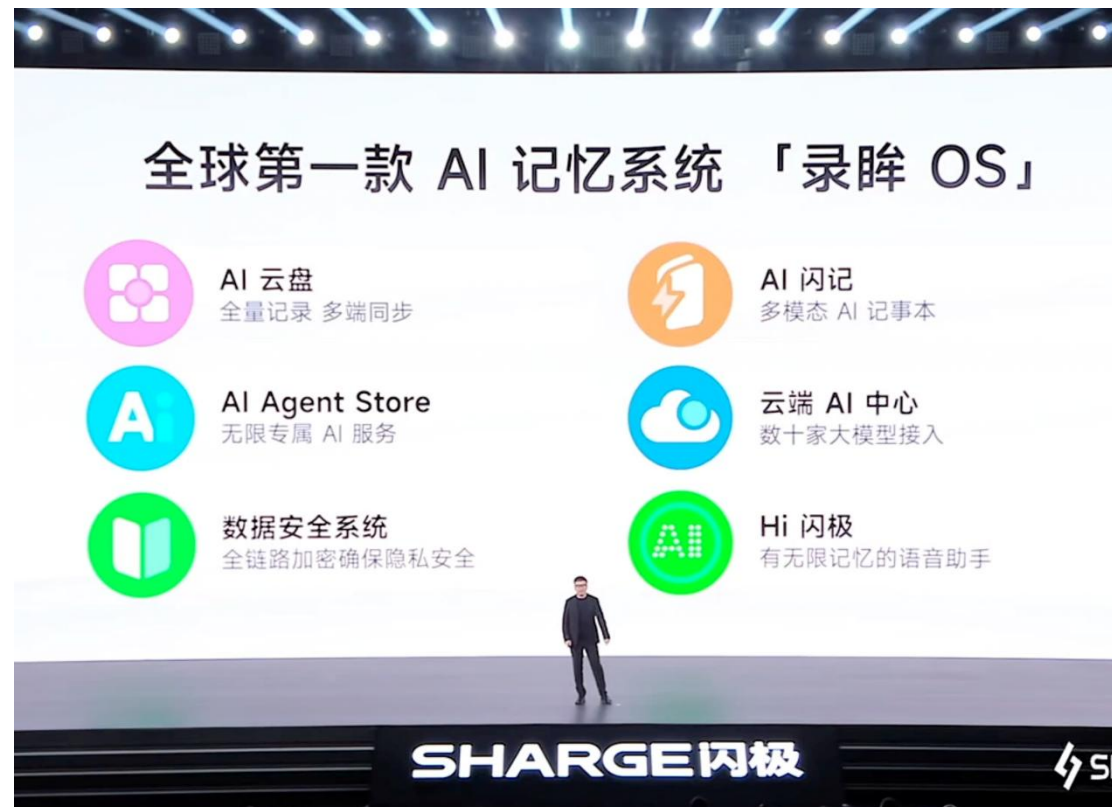 全球第一款 AI 记忆系统 「录眸 OS」
AI 云盘
全量记录 多端同步
AI 闪记
多模态 AI 记事本
Ai
AI Agent Store
无限专属 AI 服务
云端 AI 中心
数十家大模型接入
数据安全系统
全链路加密确保隐私安全
AI
Hi 闪极
有无限记忆的语音助手
SHARGE闪极